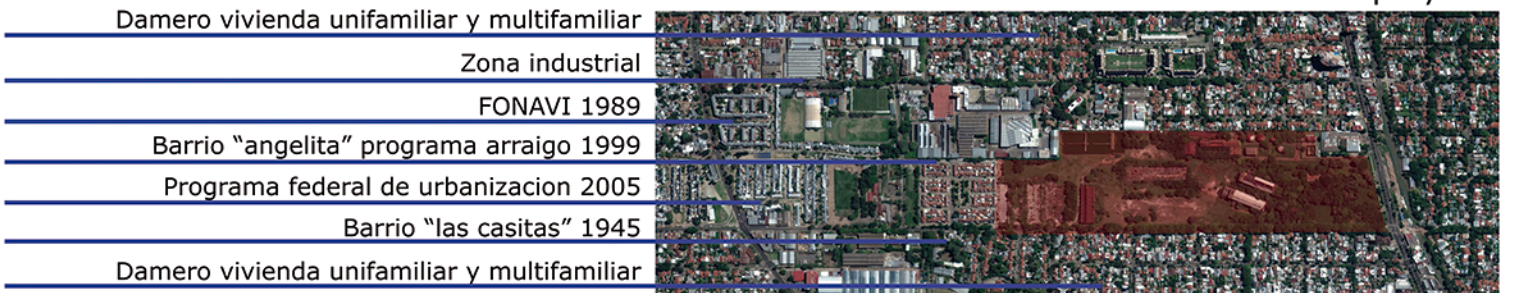 Damero vivienda unifamiliar y multifamiliar
Zona industrial
FONAVI 1989
Barrio “angelita” programa arraigo 1999
Programa federal de urbanizacion 2005
Barrio “las casitas” 1945
Damero vivienda unifamiliar y multifamiliar